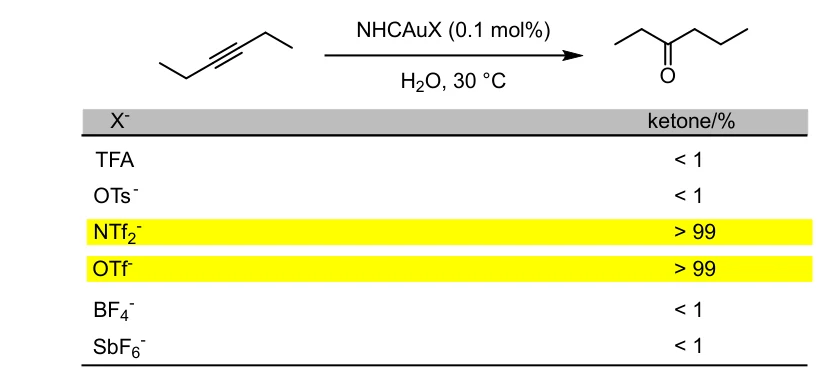 NHCAuX (0.1 mol%)
H₂O, 30 °C
O
X⁻ ketone/%
TFA < 1
OTs⁻ < 1
NTf₂⁻ > 99
OTf⁻ > 99
BF₄⁻ < 1
SbF₆⁻ < 1